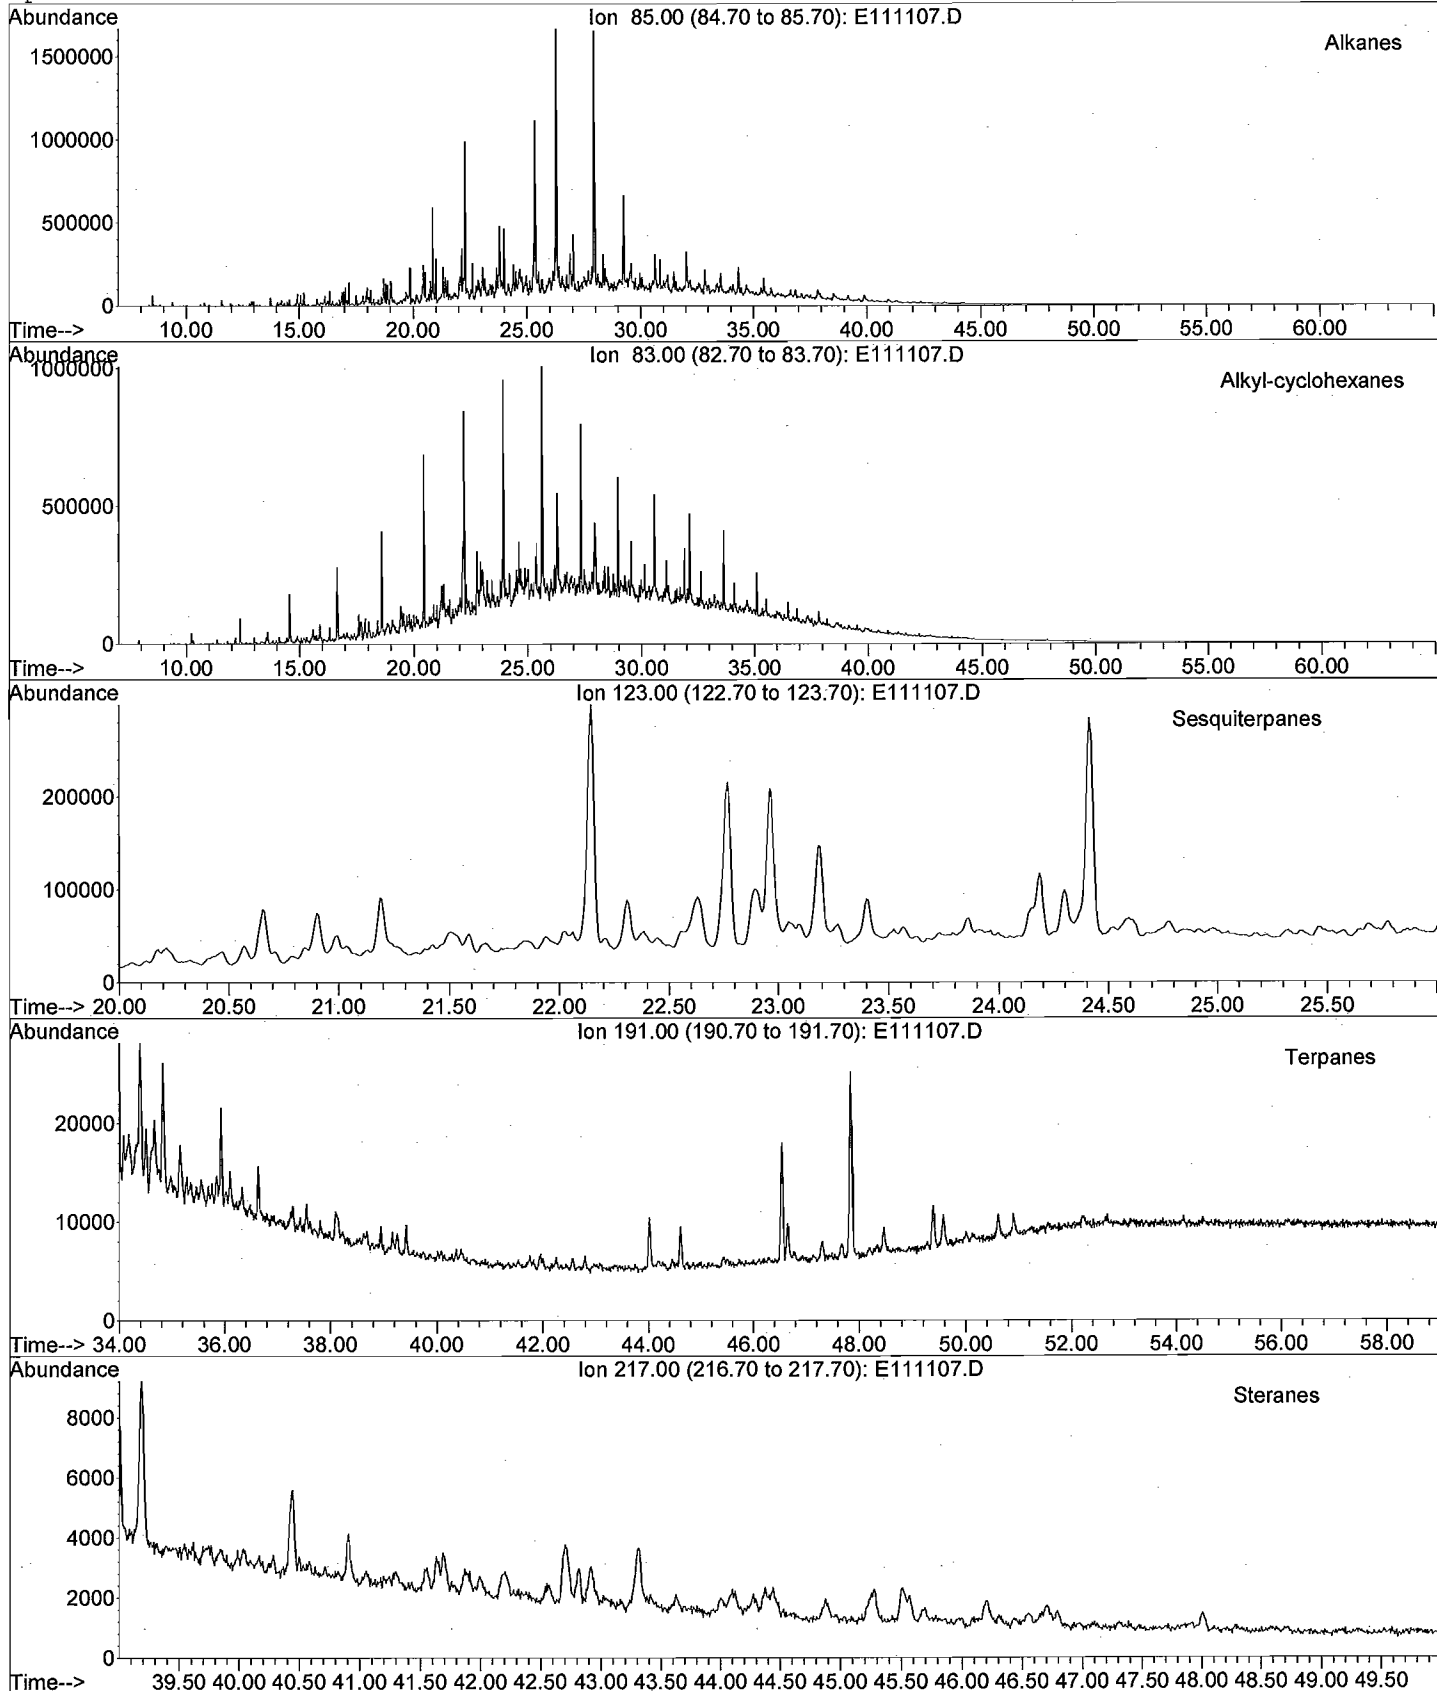 Abundance
Ion 85.00 (84.70 to 85.70): E111107.D
Alkanes
1500000
1000000
500000
0
Time--> 10.00 15.00 20.00 25.00 30.00 35.00 40.00 45.00 50.00 55.00 60.00
Abundance
Ion 83.00 (82.70 to 83.70): E111107.D
1000000
Alkyl-cyclohexanes
500000
0
Time--> 10.00 15.00 20.00 25.00 30.00 35.00 40.00 45.00 50.00 55.00 60.00
Abundance
Ion 123.00 (122.70 to 123.70): E111107.D
Sesquiterpanes
200000
100000
0
Time--> 20.00 20.50 21.00 21.50 22.00 22.50 23.00 23.50 24.00 24.50 25.00 25.50
Abundance
Ion 191.00 (190.70 to 191.70): E111107.D
Terpanes
20000
10000
0
Time--> 34.00 36.00 38.00 40.00 42.00 44.00 46.00 48.00 50.00 52.00 54.00 56.00 58.00
Abundance
Ion 217.00 (216.70 to 217.70): E111107.D
Steranes
8000
6000
4000
2000
0
Time--> 39.50 40.00 40.50 41.00 41.50 42.00 42.50 43.00 43.50 44.00 44.50 45.00 45.50 46.00 46.50 47.00 47.50 48.00 48.50 49.00 49.50